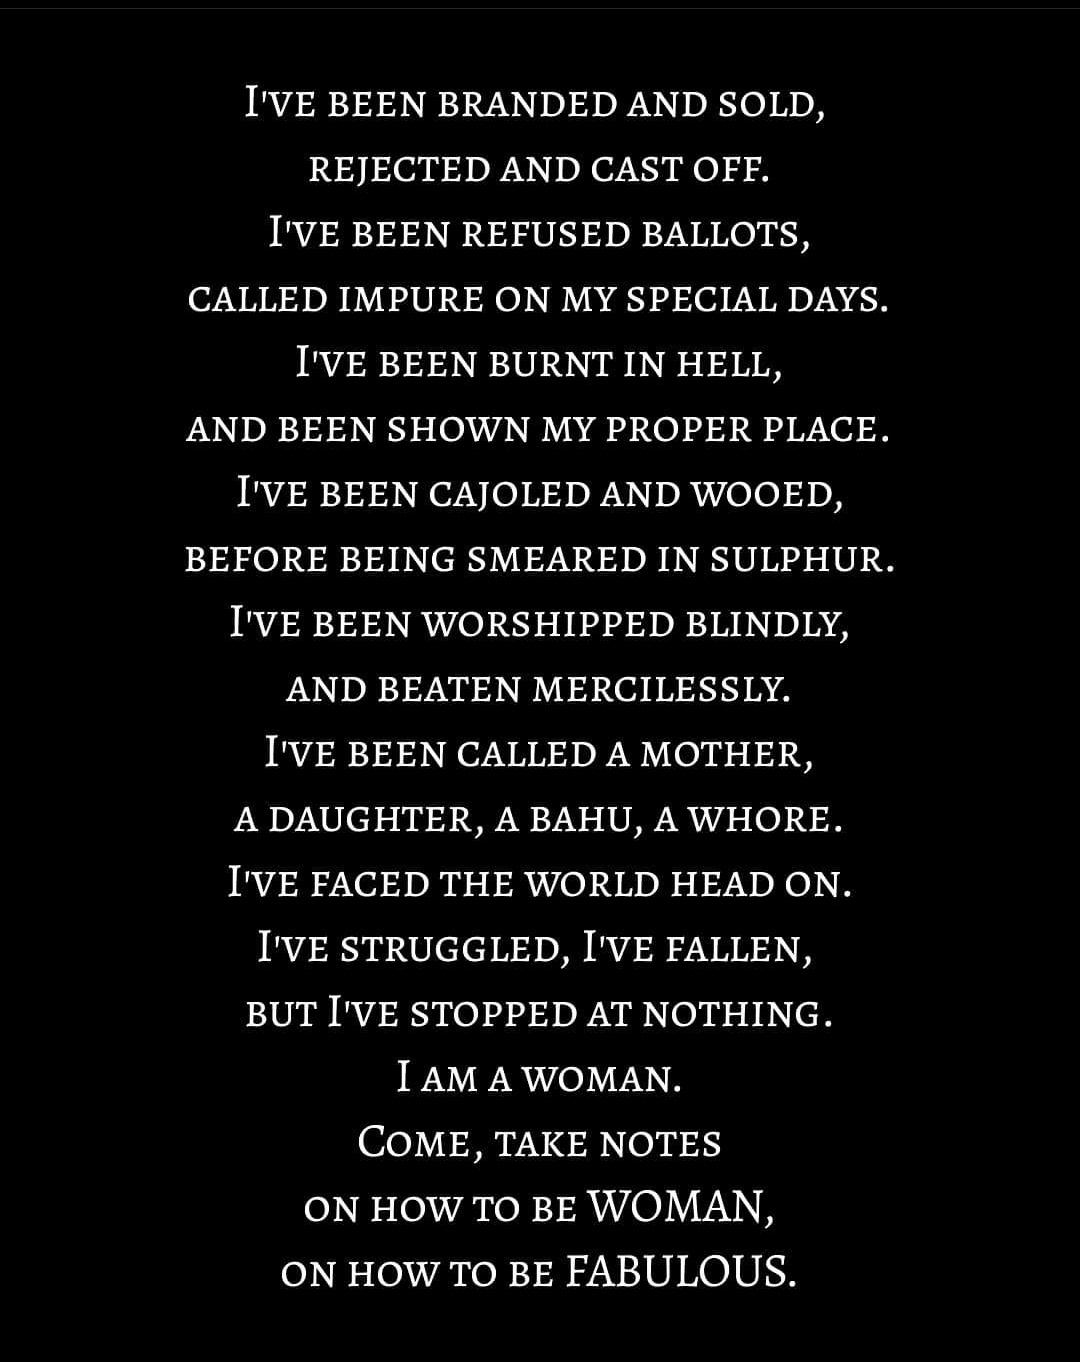 I've been branded and sold,
rejected and cast off.
I've been refused ballots,
called impure on my special days.
I've been burnt in hell,
and been shown my proper place.
I've been cajoled and wooed,
before being smeared in sulphur.
I've been worshipped blindly,
and beaten mercilessly.
I've been called a mother,
a daughter, a bahu, a whore.
I've faced the world head on.
I've struggled, I've fallen,
but I've stopped at nothing.
I am a woman.
Come, take notes
on how to be WOMAN,
on how to be FABULOUS.